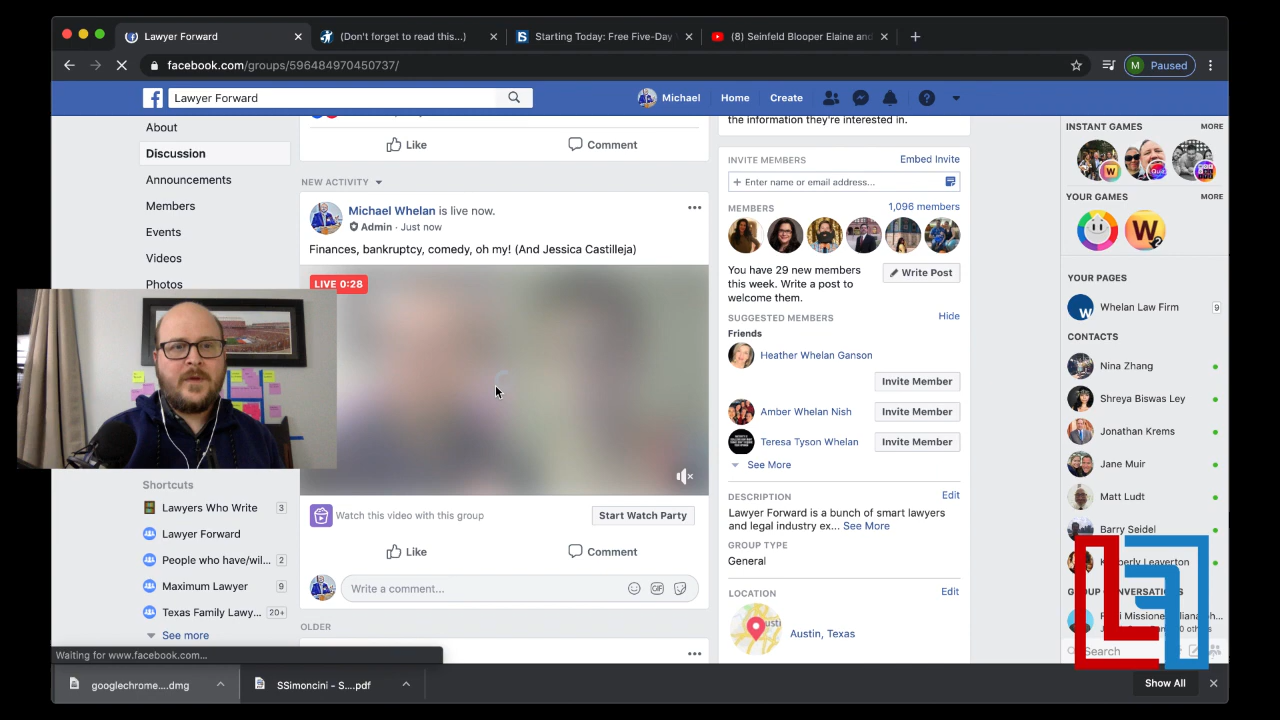 Lawyer Forward
(Don't forget to read this...)
Starting Today: Free Five-Day
(8) Seinfeld Blooper Elaine and
facebook.com/groups/596484970450737/
M Paused
Lawyer Forward
Michael
Home
Create
About
Discussion
Announcements
Members
Events
Videos
Photos
Shortcuts
Lawyers Who Write 3
Lawyer Forward
People who have/wil... 2
Maximum Lawyer 9
Texas Family Lawy... 20+
See more
Like
Comment
NEW ACTIVITY
Michael Whelan is live now.
Admin · Just now
Finances, bankruptcy, comedy, oh my! (And Jessica Castilleja)
LIVE 0:28
Watch this video with this group
Start Watch Party
Like
Comment
Write a comment...
GIF
OLDER
the information they're interested in.
INVITE MEMBERS
Embed Invite
+ Enter name or email address...
MEMBERS
1,096 members
You have 29 new members
this week. Write a post to
welcome them.
Write Post
SUGGESTED MEMBERS
Hide
Friends
Heather Whelan Ganson
Invite Member
Amber Whelan Nish
Invite Member
Teresa Tyson Whelan
Invite Member
See More
DESCRIPTION
Edit
Lawyer Forward is a bunch of smart lawyers
and legal industry ex... See More
GROUP TYPE
General
LOCATION
Edit
Austin, Texas
INSTANT GAMES
MORE
YOUR GAMES
MORE
YOUR PAGES
Whelan Law Firm 9
CONTACTS
Nina Zhang
Shreya Biswas Ley
Jonathan Krems
Jane Muir
Matt Ludt
Barry Seidel
Leaverton
Search
Waiting for www.facebook.com...
googlechrome....dmg
SSimoncini - S....pdf
Show All